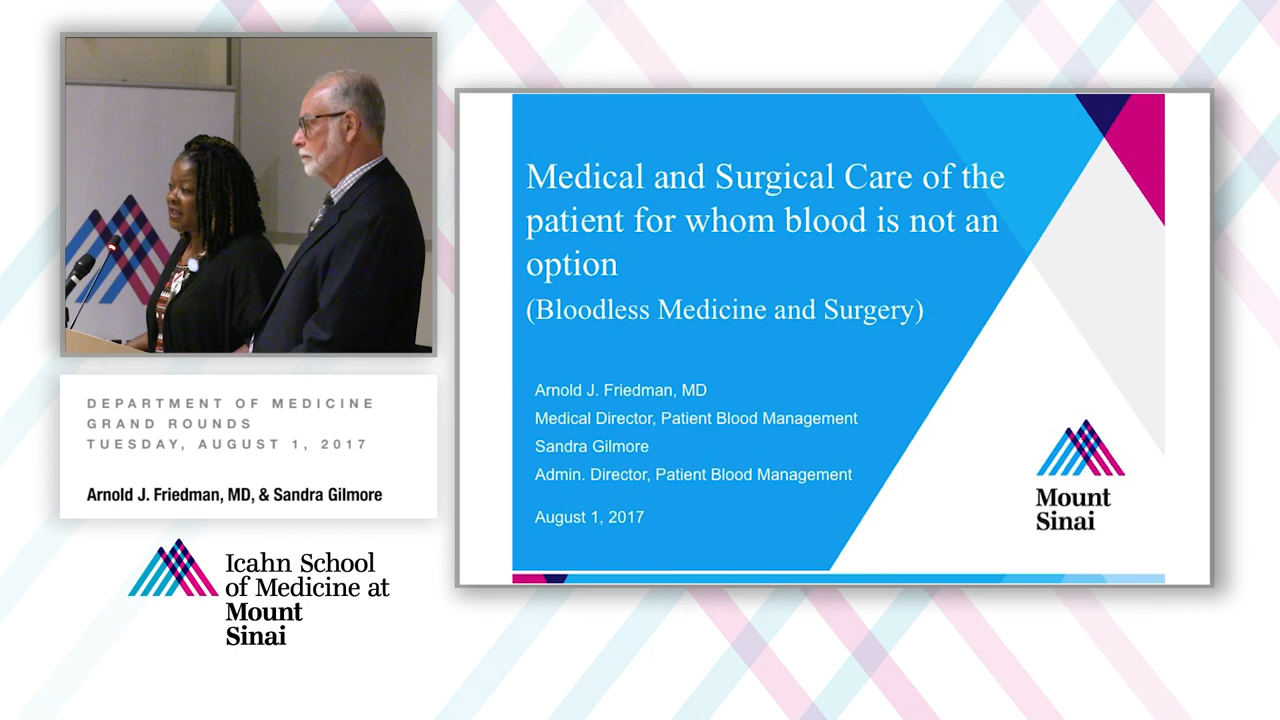 DEPARTMENT OF MEDICINE
GRAND ROUNDS
TUESDAY, AUGUST 1, 2017
Arnold J. Friedman, MD, & Sandra Gilmore
Icahn School
of Medicine at
Mount
Sinai
Medical and Surgical Care of the
patient for whom blood is not an
option
(Bloodless Medicine and Surgery)
Arnold J. Friedman, MD
Medical Director, Patient Blood Management
Sandra Gilmore
Admin. Director, Patient Blood Management
August 1, 2017
Mount
Sinai